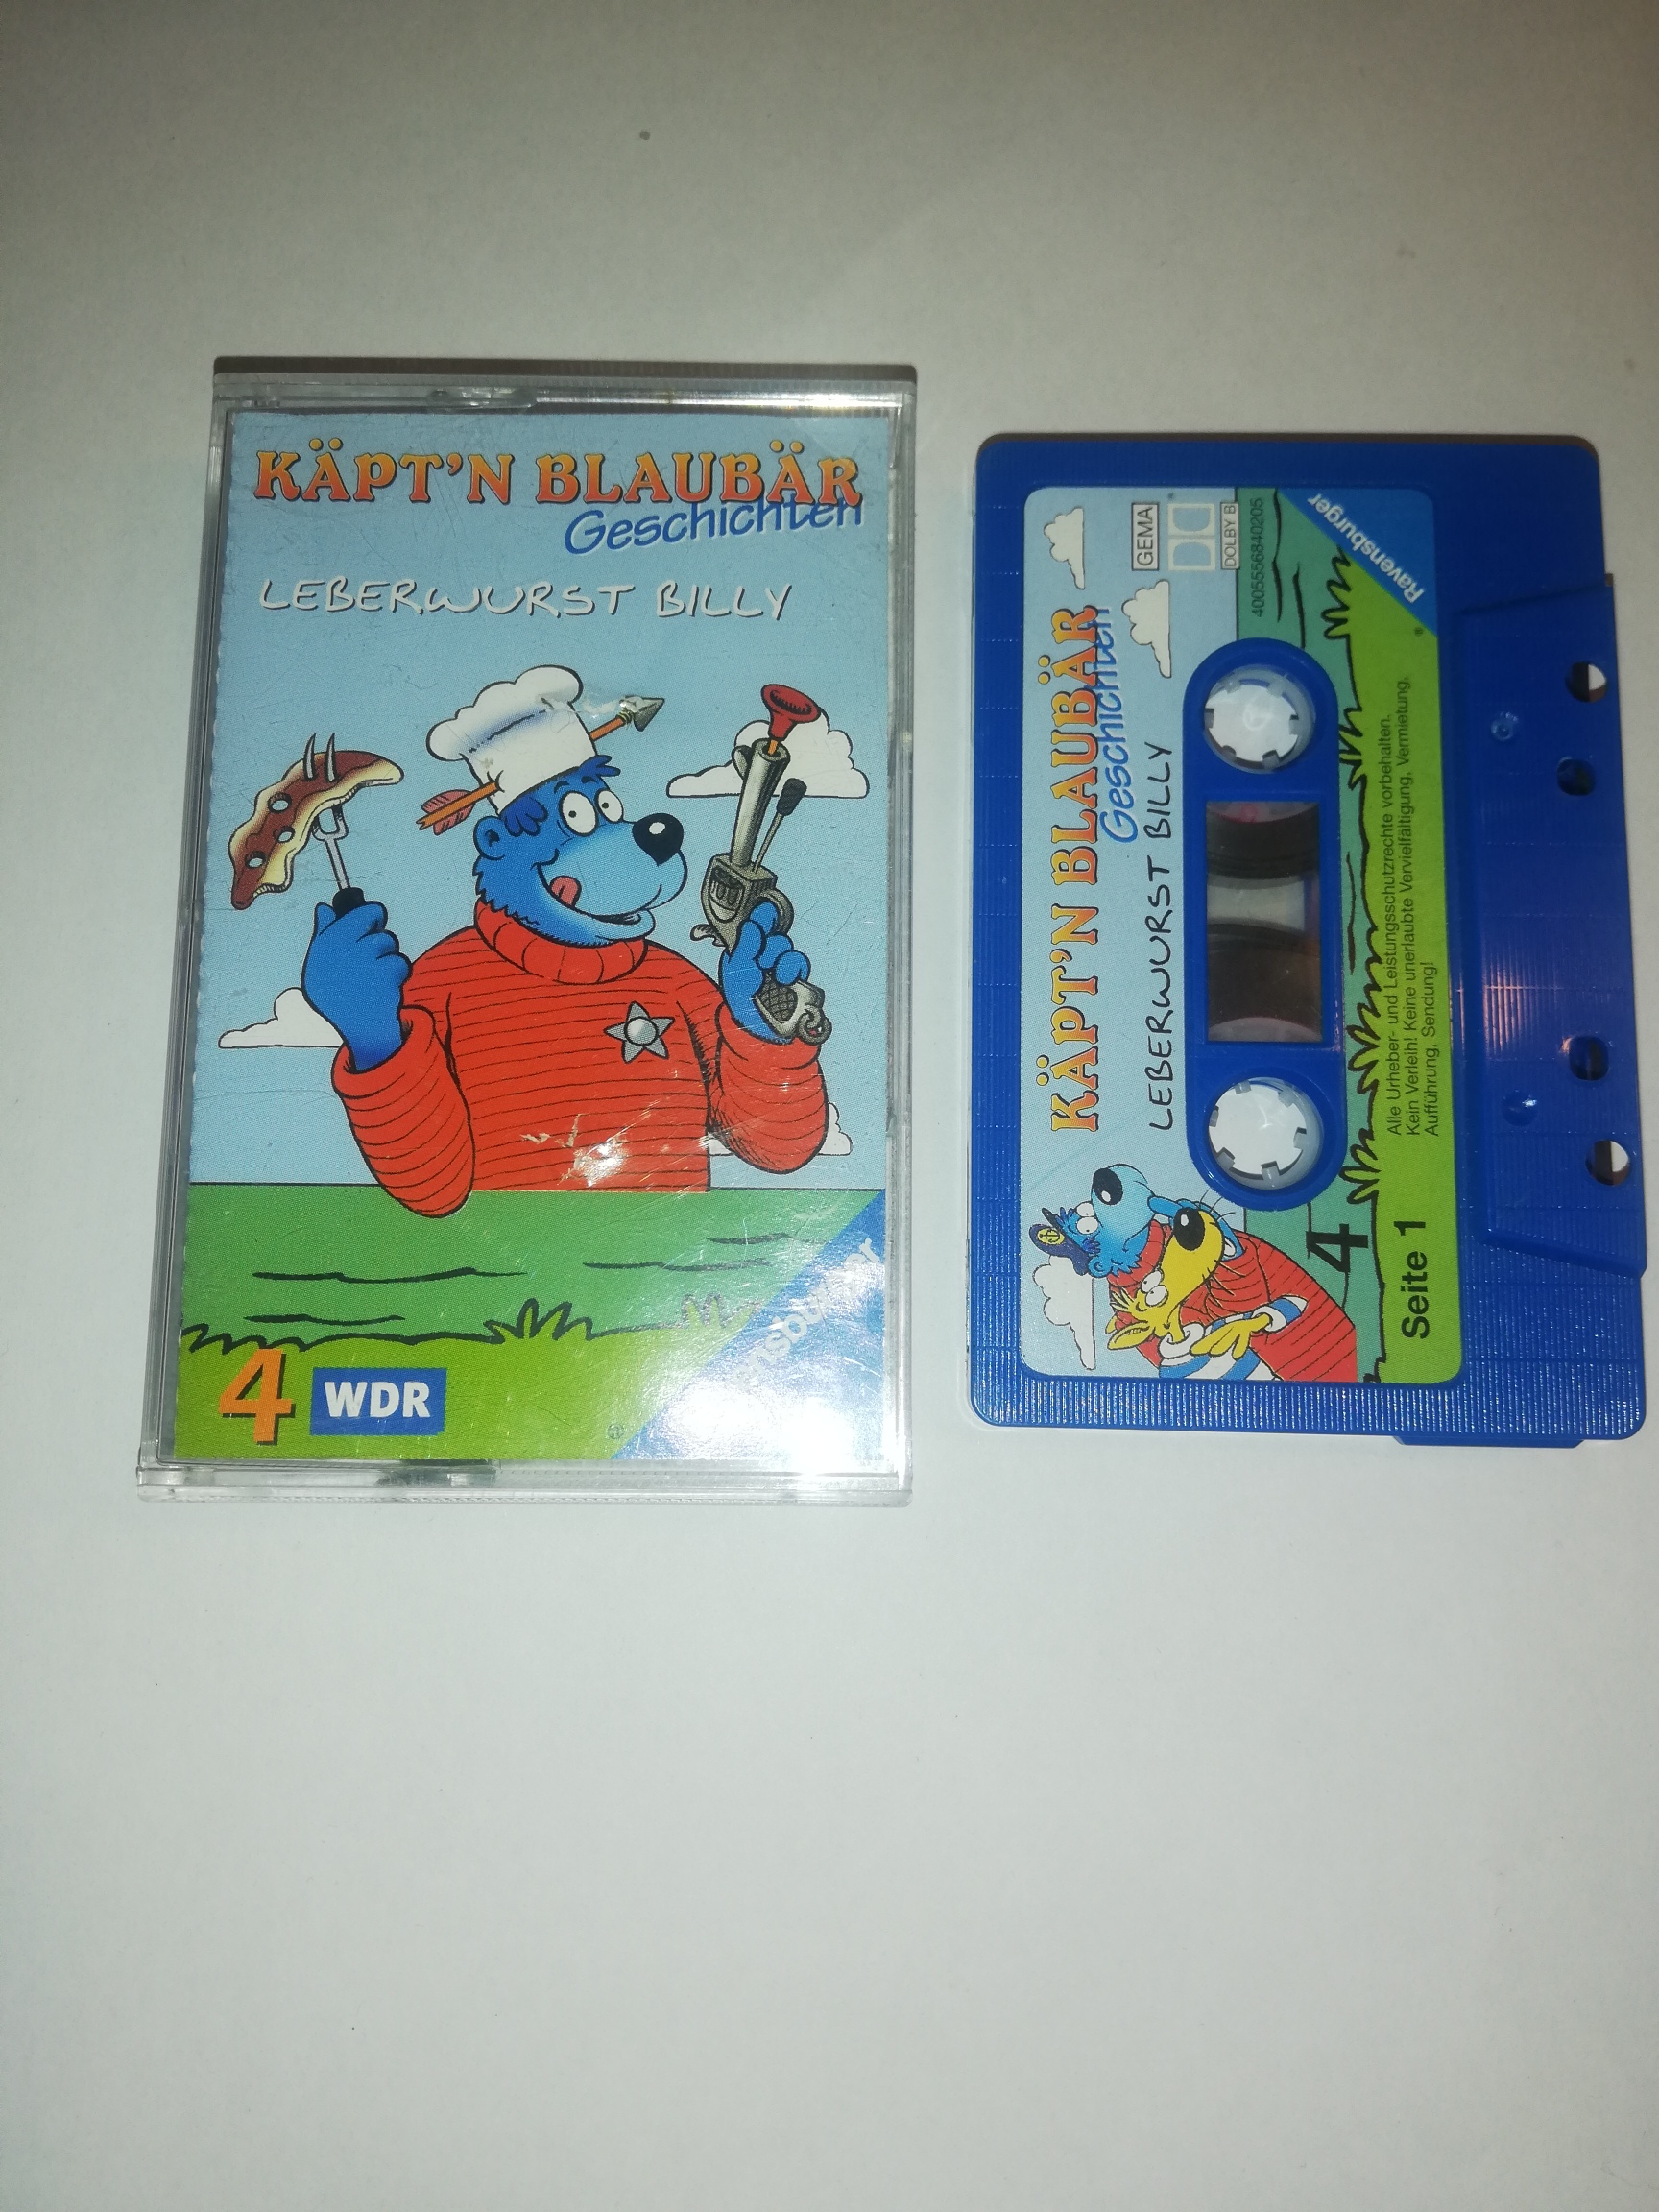 KÄPT'N BLAUBÄR
Geschichten
LEBERWURST BILLY
4
WDR
KÄPT'N BLAUBÄR
Geschichten
LEBERWURST BILLY
GEMA
DOLBY B
4005556840205
Ravensburger
4
Seite 1
Alle Urheber- und Leistungsschutzrechte vorbehalten.
Kein Verleih! Keine unerlaubte Vervielfältigung, Vermietung,
Aufführung, Sendung!